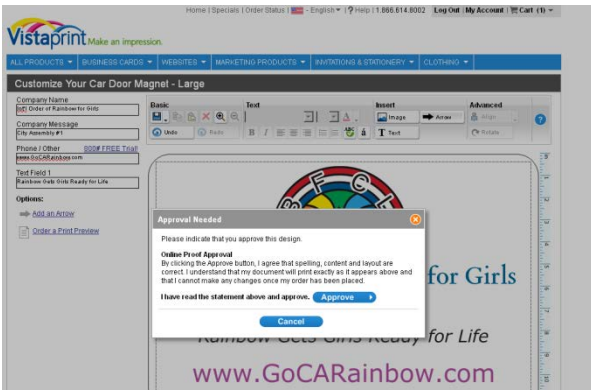 Home | Specials | Order Status | English | ? Help | 1.866.614.8002 Log Out | My Account | Cart (1)
Vistaprint Make an impression.
ALL PRODUCTS BUSINESS CARDS WEBSITES MARKETING PRODUCTS INVITATIONS & STATIONERY CLOTHING
Customize Your Car Door Magnet - Large
Company Name
Intl Order of Rainbow for Girls
Company Message
City Assembly #1
Phone / Other 800# FREE Trial
www.GoCARainbow.com
Text Field 1
Rainbow Gets Girls Ready for Life
Options:
Add an Arrow
Order a Print Preview
Basic Text Insert Advanced
Image Arrow Align
Undo Redo B I T Text Rotate
?
S F C L
Approval Needed
Please indicate that you approve this design.
Online Proof Approval
By clicking the Approve button, I agree that spelling, content and layout are
correct. I understand that my document will print exactly as it appears above and
that I cannot make any changes once my order has been placed.
I have read the statement above and approve. Approve
Cancel
for Girls
Rainbow Gets Girls Ready for Life
www.GoCARainbow.com